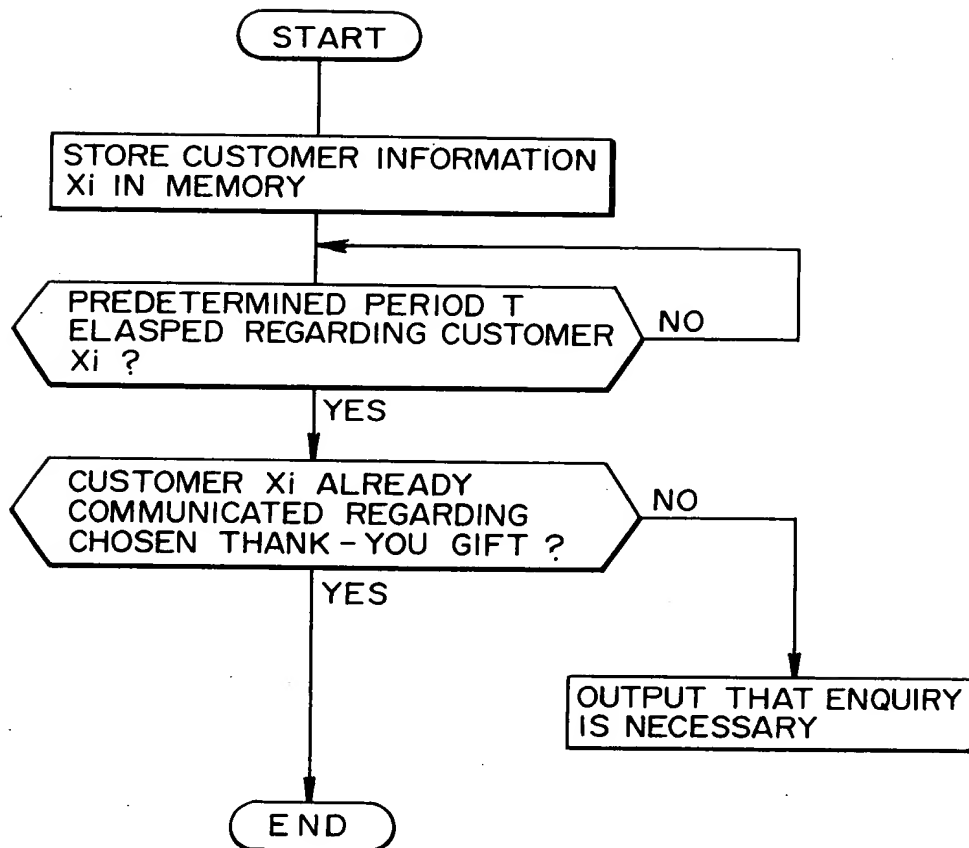 START
STORE CUSTOMER INFORMATION
Xi IN MEMORY
PREDETERMINED PERIOD T
ELASPED REGARDING CUSTOMER
Xi ?
NO
YES
CUSTOMER Xi ALREADY
COMMUNICATED REGARDING
CHOSEN THANK-YOU GIFT ?
NO
YES
OUTPUT THAT ENQUIRY
IS NECESSARY
END